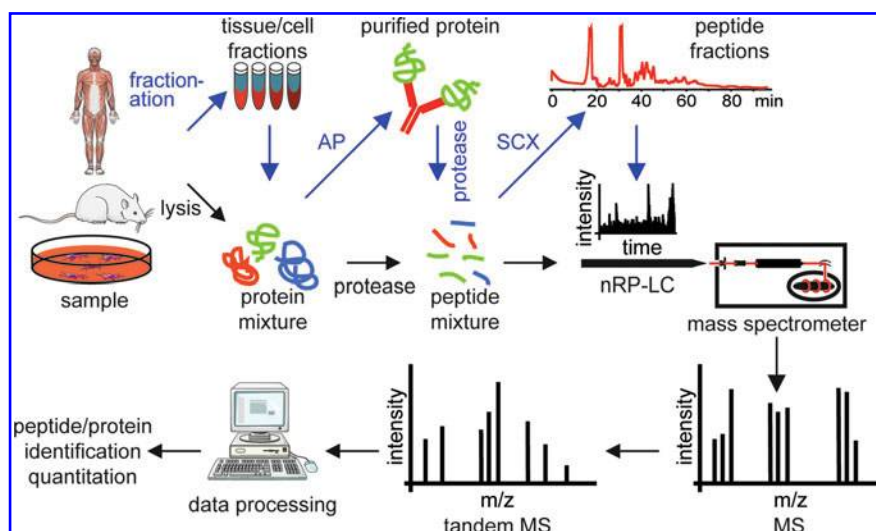 tissue/cell
fractions
purified protein
peptide
fractions
fraction-
ation
0 20 40 60 80 min
AP
protease
SCX
lysis
intensity
time
sample
protein
mixture
protease
peptide
mixture
nRP-LC
mass spectrometer
peptide/protein
identification
quantitation
data processing
intensity
m/z
tandem MS
intensity
m/z
MS